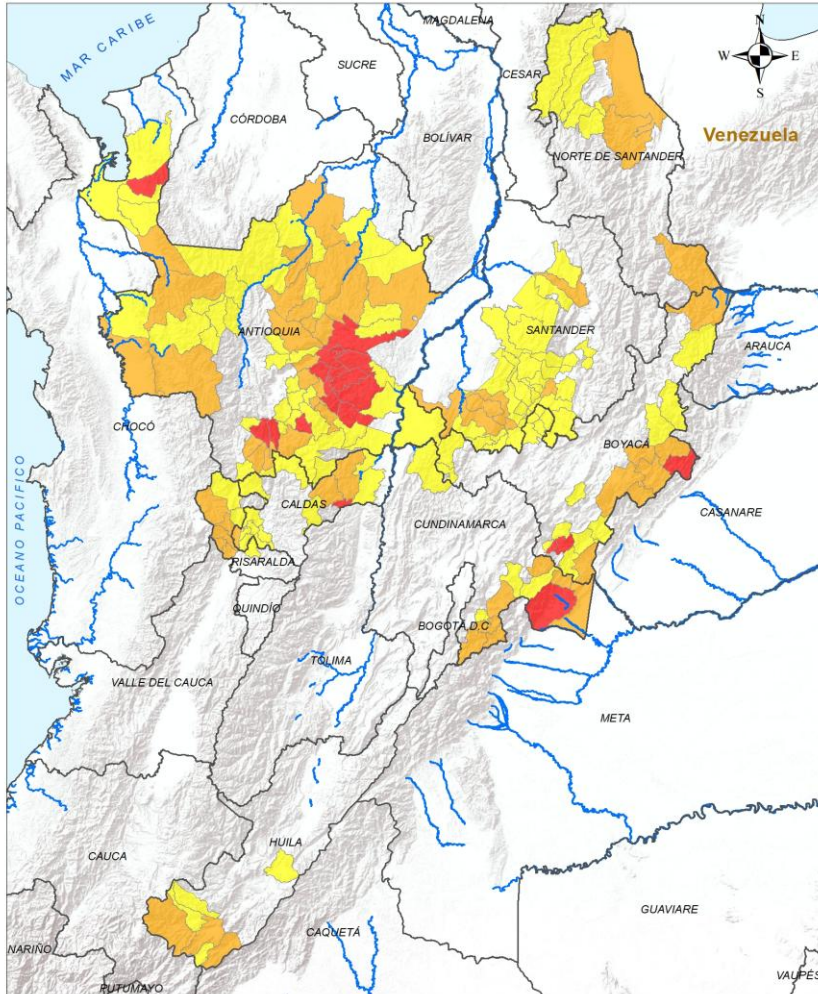 MAGDALENA
N
MAR CARIBE
SUCRE
CESAR
W
E
S
CÓRDOBA
BOLÍVAR
Venezuela
NORTE DE SANTANDER
ANTIOQUIA
SANTANDER
ARAUCA
CHOCÓ
BOYACÁ
OCEANO PACIFICO
CALDAS
CUNDINAMARCA
CASANARE
RISARALDA
QUINDÍO
BOGOTÁ, D.C
TOLIMA
VALLE DEL CAUCA
META
HUILA
CAUCA
GUAVIARE
CAQUETÁ
NARIÑO
PUTUMAYO
VAUPÉS